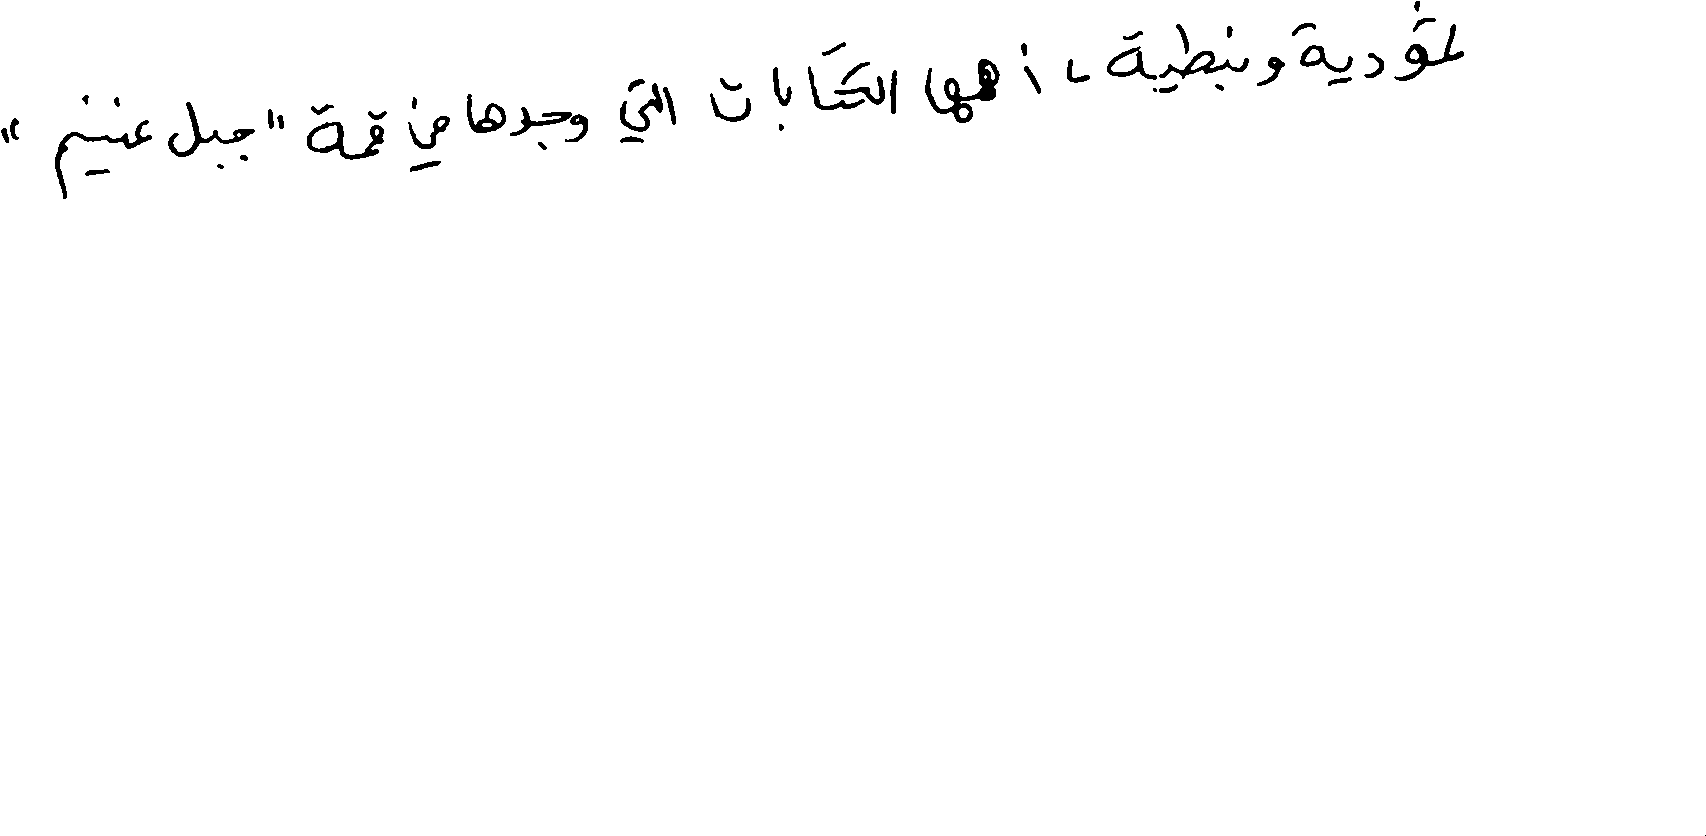 ثمودية ونبطية، أهمها الكتابات التي وجدها في قمة "جبل غنيم"